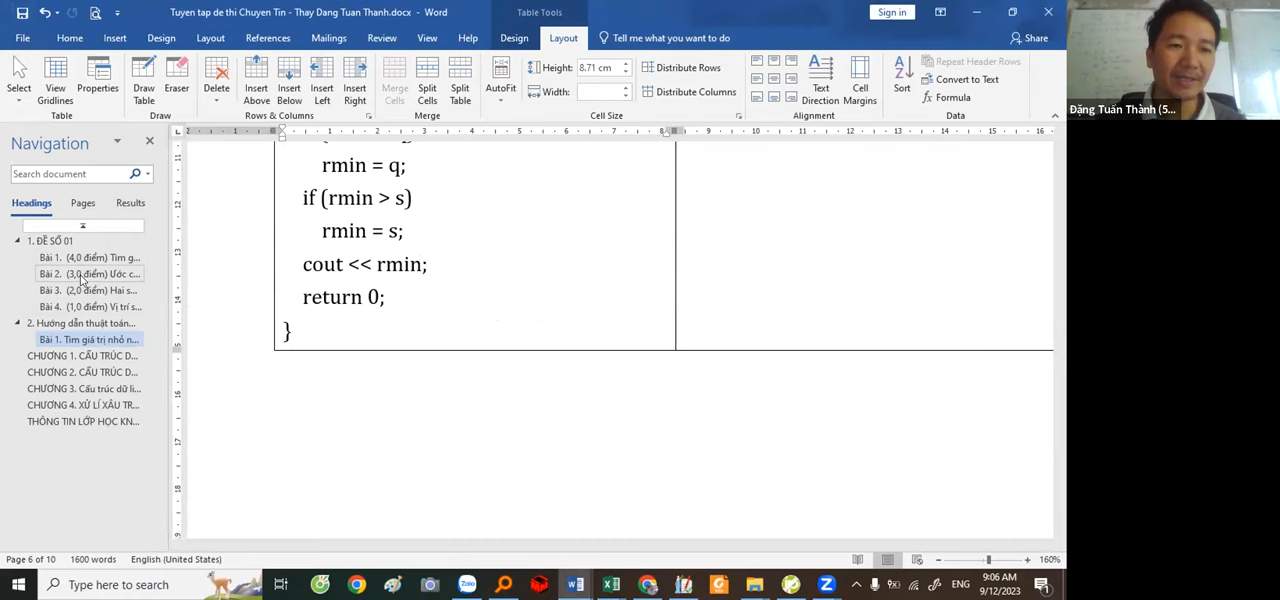 Tuyen tap de thi Chuyen Tin - Thay Dang Tuan Thanh.docx - Word
Table Tools
Sign in
File
Home
Insert
Design
Layout
References
Mailings
Review
View
Help
Design
Layout
Tell me what you want to do
Share
Select
View Gridlines
Properties
Draw Table
Eraser
Delete
Insert Above
Insert Below
Insert Left
Insert Right
Merge Cells
Split Cells
Split Table
AutoFit
Height: 8.71 cm
Width:
Distribute Rows
Distribute Columns
Text Direction
Cell Margins
Sort
Repeat Header Rows
Convert to Text
Formula
Table
Draw
Rows & Columns
Merge
Cell Size
Alignment
Data
Đặng Tuấn Thành (5...
Navigation
Search document
Headings
Pages
Results
1. ĐỀ SỐ 01
Bài 1. (4,0 điểm) Tìm g...
Bài 2. (3,0 điểm) Ước c...
Bài 3. (2,0 điểm) Hai s...
Bài 4. (1,0 điểm) Vị trí s...
2. Hướng dẫn thuật toán...
Bài 1. Tìm giá trị nhỏ n...
CHƯƠNG 1. CẤU TRÚC D...
CHƯƠNG 2. CẤU TRÚC D...
CHƯƠNG 3. Cấu trúc dữ li...
CHƯƠNG 4. XỬ LÍ XÂU TR...
THÔNG TIN LỚP HỌC KN...
rmin = q;
if (rmin > s)
rmin = s;
cout << rmin;
return 0;
}
Page 6 of 10
1600 words
English (United States)
160%
Type here to search
ENG
9:06 AM
9/12/2023